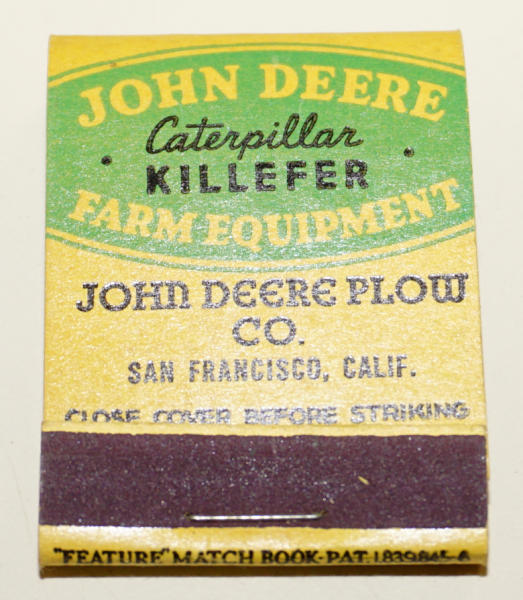 JOHN DEERE
Caterpillar
KILLEFER
FARM EQUIPMENT
JOHN DEERE PLOW
CO.
SAN FRANCISCO, CALIF.
CLOSE COVER BEFORE STRIKING
"FEATURE" MATCH BOOK-PAT. 1839845-6